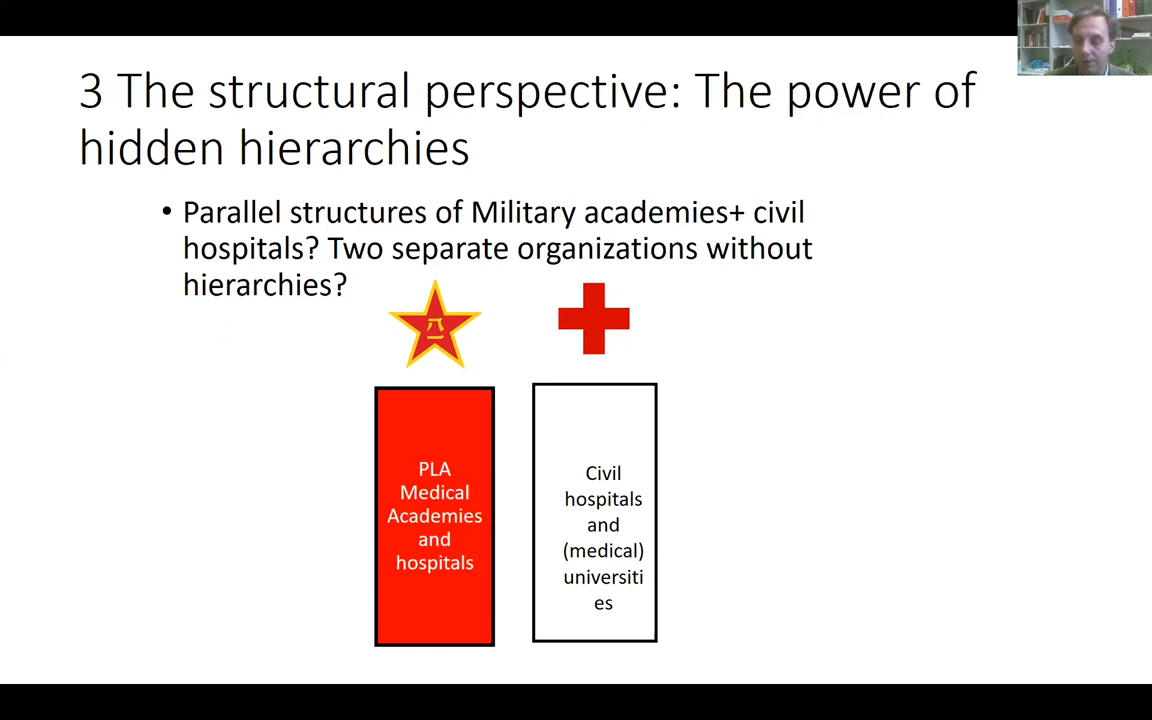 3 The structural perspective: The power of
hidden hierarchies
• Parallel structures of Military academies+ civil
hospitals? Two separate organizations without
hierarchies?
八一
PLA
Medical
Academies
and
hospitals
Civil
hospitals
and
(medical)
universiti
es